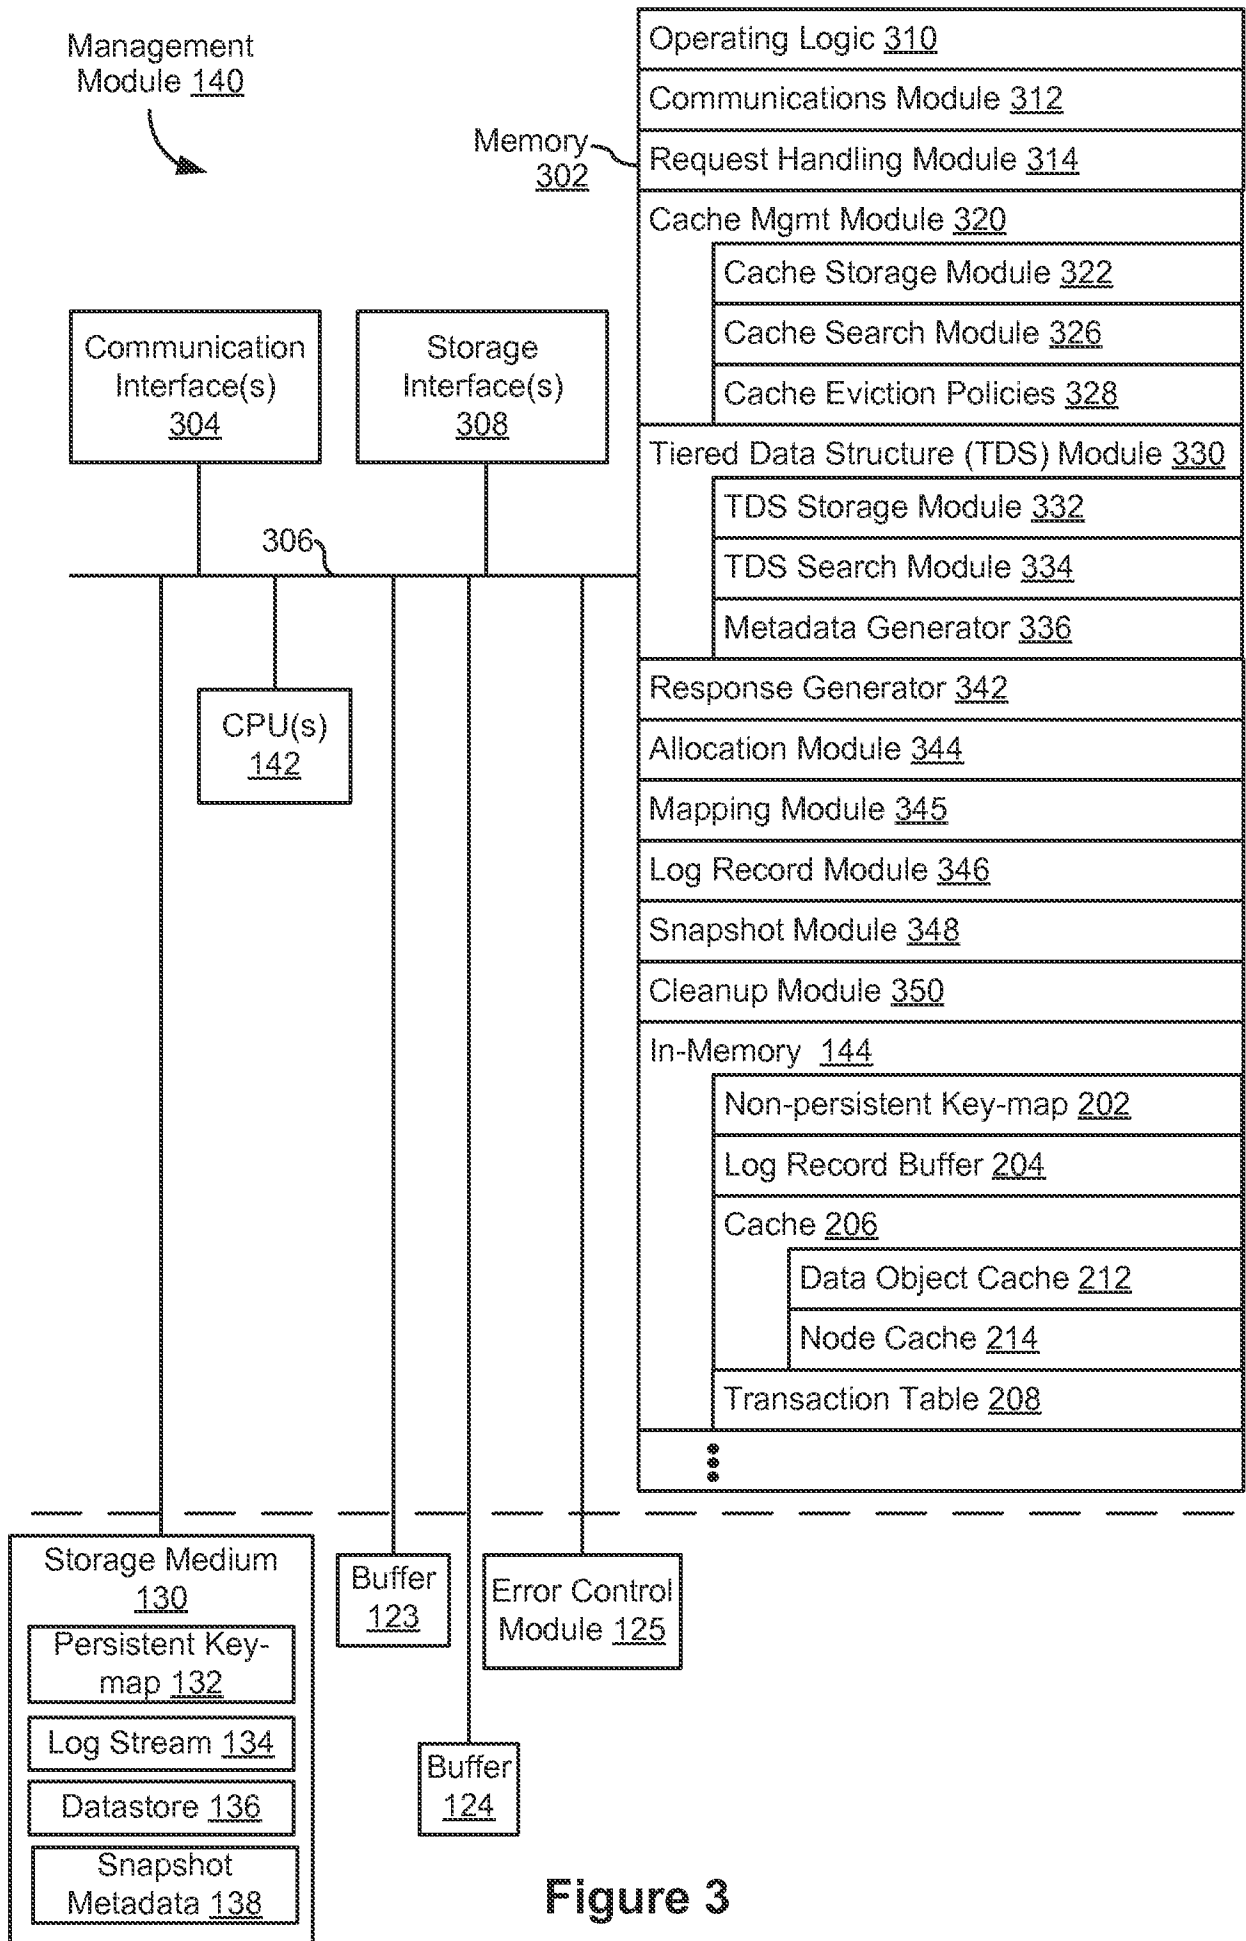 Management
Module 140
Memory
302
Operating Logic 310
Communications Module 312
Request Handling Module 314
Cache Mgmt Module 320
Cache Storage Module 322
Cache Search Module 326
Cache Eviction Policies 328
Tiered Data Structure (TDS) Module 330
TDS Storage Module 332
TDS Search Module 334
Metadata Generator 336
Response Generator 342
Allocation Module 344
Mapping Module 345
Log Record Module 346
Snapshot Module 348
Cleanup Module 350
In-Memory 144
Non-persistent Key-map 202
Log Record Buffer 204
Cache 206
Data Object Cache 212
Node Cache 214
Transaction Table 208
Communication
Interface(s)
304
Storage
Interface(s)
308
306
CPU(s)
142
Storage Medium
130
Persistent Key-
map 132
Log Stream 134
Datastore 136
Snapshot
Metadata 138
Buffer
123
Buffer
124
Error Control
Module 125
Figure 3